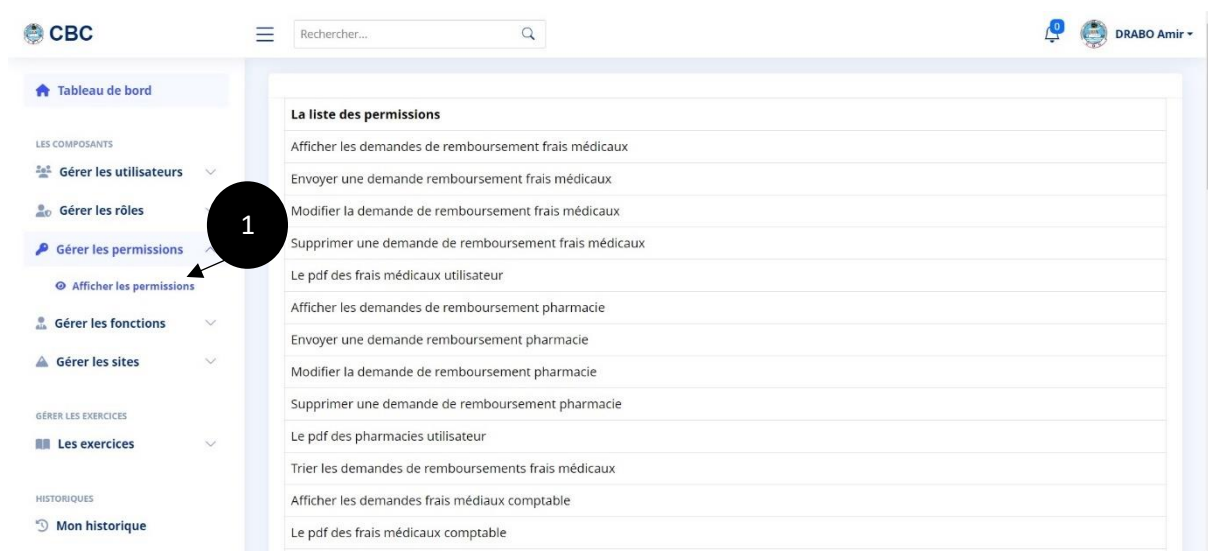 CBC
Rechercher...
0
DRABO Amir
Tableau de bord
LES COMPOSANTS
Gérer les utilisateurs
Gérer les rôles
1
Gérer les permissions
Afficher les permissions
Gérer les fonctions
Gérer les sites
GÉRER LES EXERCICES
Les exercices
HISTORIQUES
Mon historique
La liste des permissions
Afficher les demandes de remboursement frais médicaux
Envoyer une demande remboursement frais médicaux
Modifier la demande de remboursement frais médicaux
Supprimer une demande de remboursement frais médicaux
Le pdf des frais médicaux utilisateur
Afficher les demandes de remboursement pharmacie
Envoyer une demande remboursement pharmacie
Modifier la demande de remboursement pharmacie
Supprimer une demande de remboursement pharmacie
Le pdf des pharmacies utilisateur
Trier les demandes de remboursements frais médicaux
Afficher les demandes frais médiaux comptable
Le pdf des frais médicaux comptable